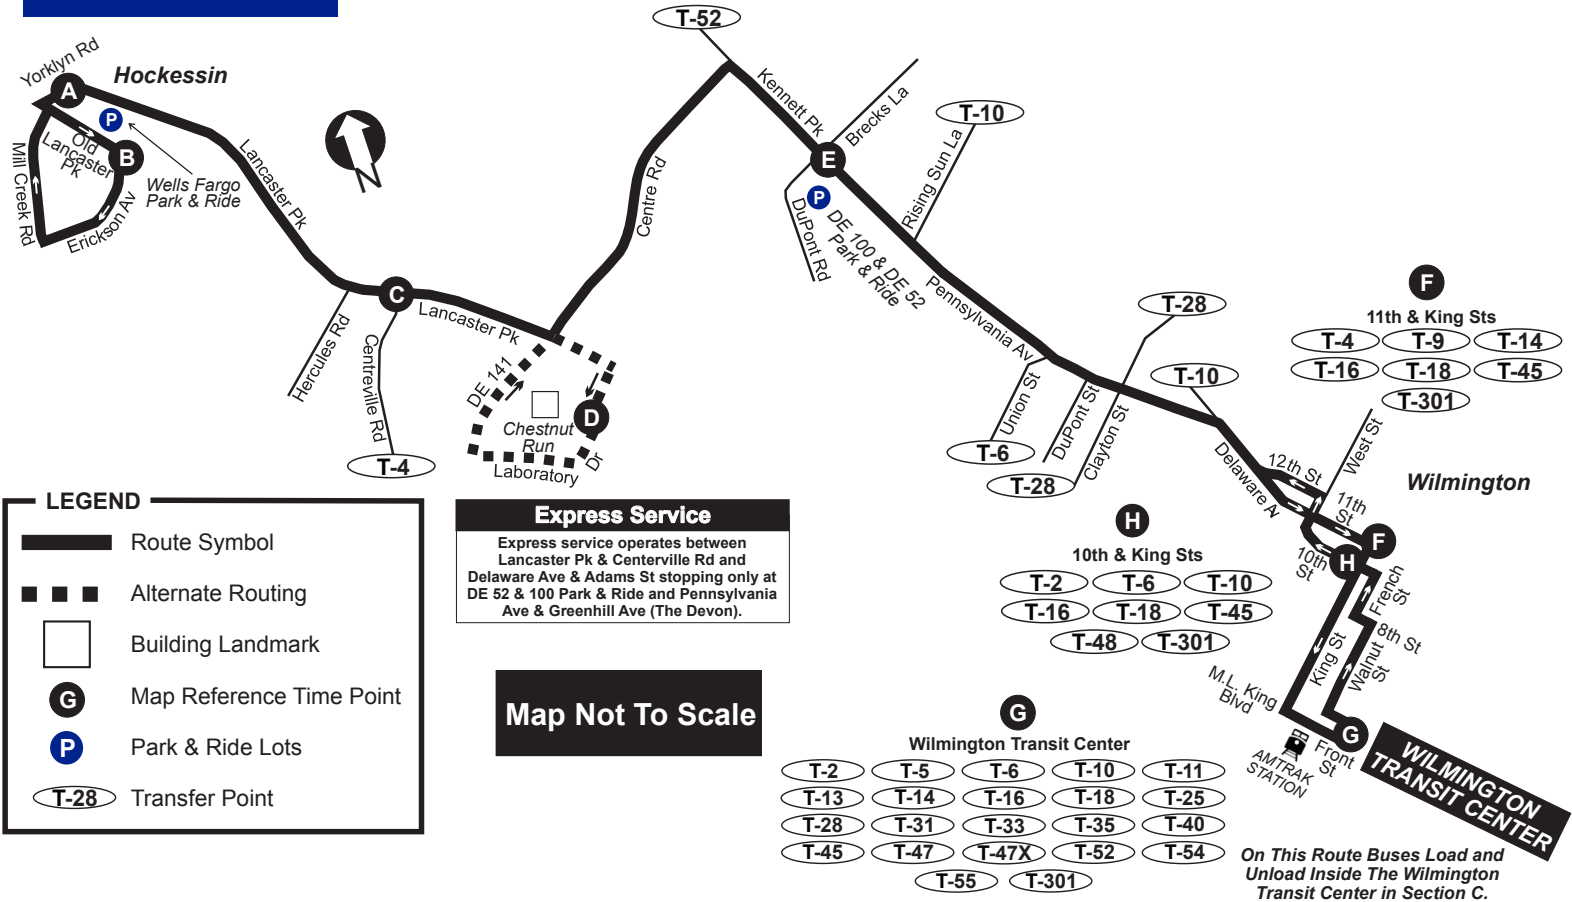 T-52
Yorklyn Rd
Hockessin
A
P
Old
Lancaster
Pk
B
Mill Creek Rd
Erickson Av
Wells Fargo
Park & Ride
Lancaster Pk
Hercules Rd
C
Centreville Rd
T-4
Lancaster Pk
Centre Rd
DE 141
Chestnut
Run
D
Laboratory
Dr
Kennett Pk
Brecks La
E
P
DuPont Rd
DE 100 & DE 52
Park & Ride
T-10
Rising Sun La
Pennsylvania Av
T-28
T-10
Union St
T-6
DuPont St
Clayton St
T-28
Delaware Av
12th St
11th
St
West St
10th
St
Wilmington
F
H
French
St
8th St
Walnut
St
King St
M.L. King
Blvd
G
Front
St
AMTRAK
STATION
WILMINGTON
TRANSIT CENTER
F
11th & King Sts
T-4 T-9 T-14
T-16 T-18 T-45
T-301
H
10th & King Sts
T-2 T-6 T-10
T-16 T-18 T-45
T-48 T-301
G
Wilmington Transit Center
T-2 T-5 T-6 T-10 T-11
T-13 T-14 T-16 T-18 T-25
T-28 T-31 T-33 T-35 T-40
T-45 T-47 T-47X T-52 T-54
T-55 T-301
On This Route Buses Load and
Unload Inside The Wilmington
Transit Center in Section C.
Express Service
Express service operates between
Lancaster Pk & Centerville Rd and
Delaware Ave & Adams St stopping only at
DE 52 & 100 Park & Ride and Pennsylvania
Ave & Greenhill Ave (The Devon).
Map Not To Scale
LEGEND
Route Symbol
Alternate Routing
Building Landmark
G Map Reference Time Point
P Park & Ride Lots
T-28 Transfer Point